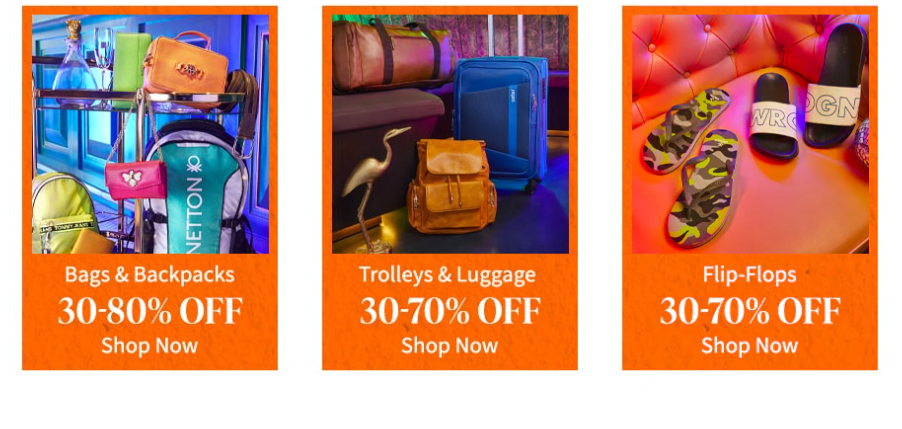 NETTON
TOMMY JEANS
Bags & Backpacks
30-80% OFF
Shop Now
Trolleys & Luggage
30-70% OFF
Shop Now
WRO
OGN
Flip-Flops
30-70% OFF
Shop Now